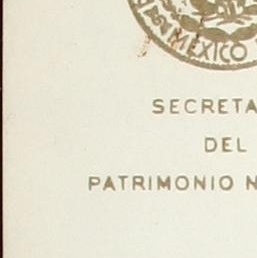 MEXICO
SECRETA
DEL
PATRIMONIO N